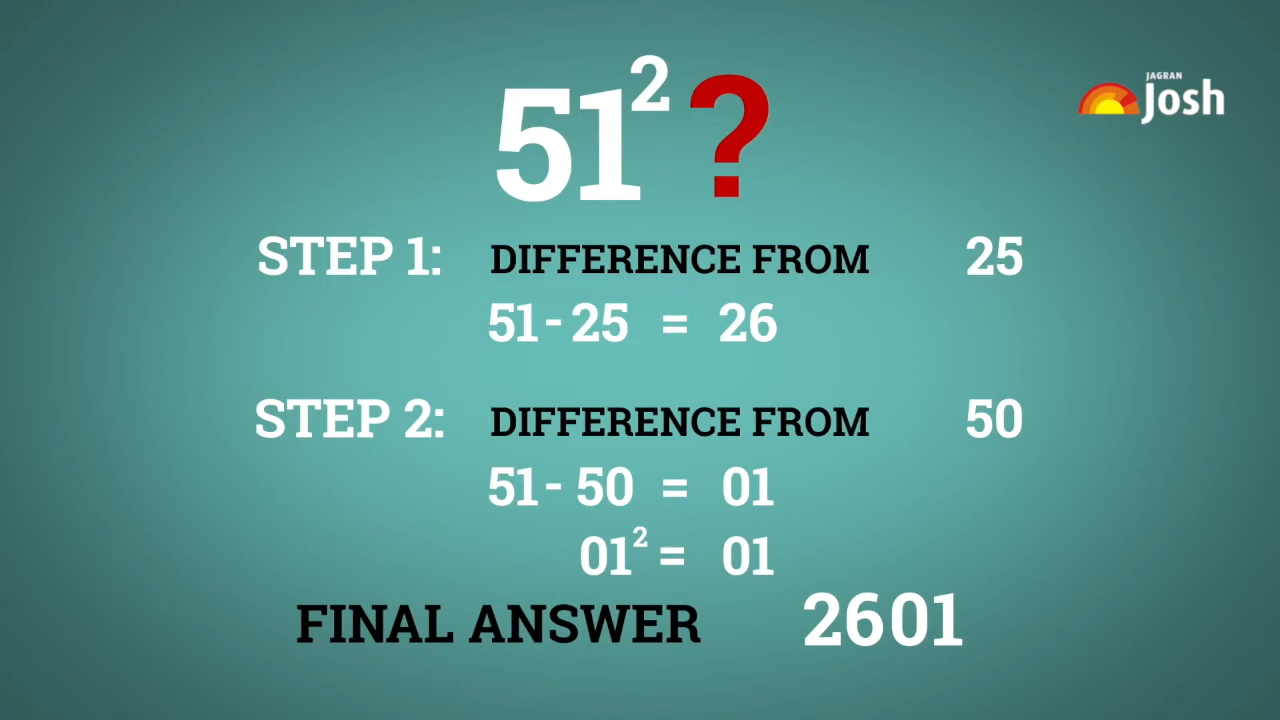 51² ?
JAGRAN
Josh
STEP 1: DIFFERENCE FROM 25
51 - 25 = 26
STEP 2: DIFFERENCE FROM 50
51 - 50 = 01
01² = 01
FINAL ANSWER 2601